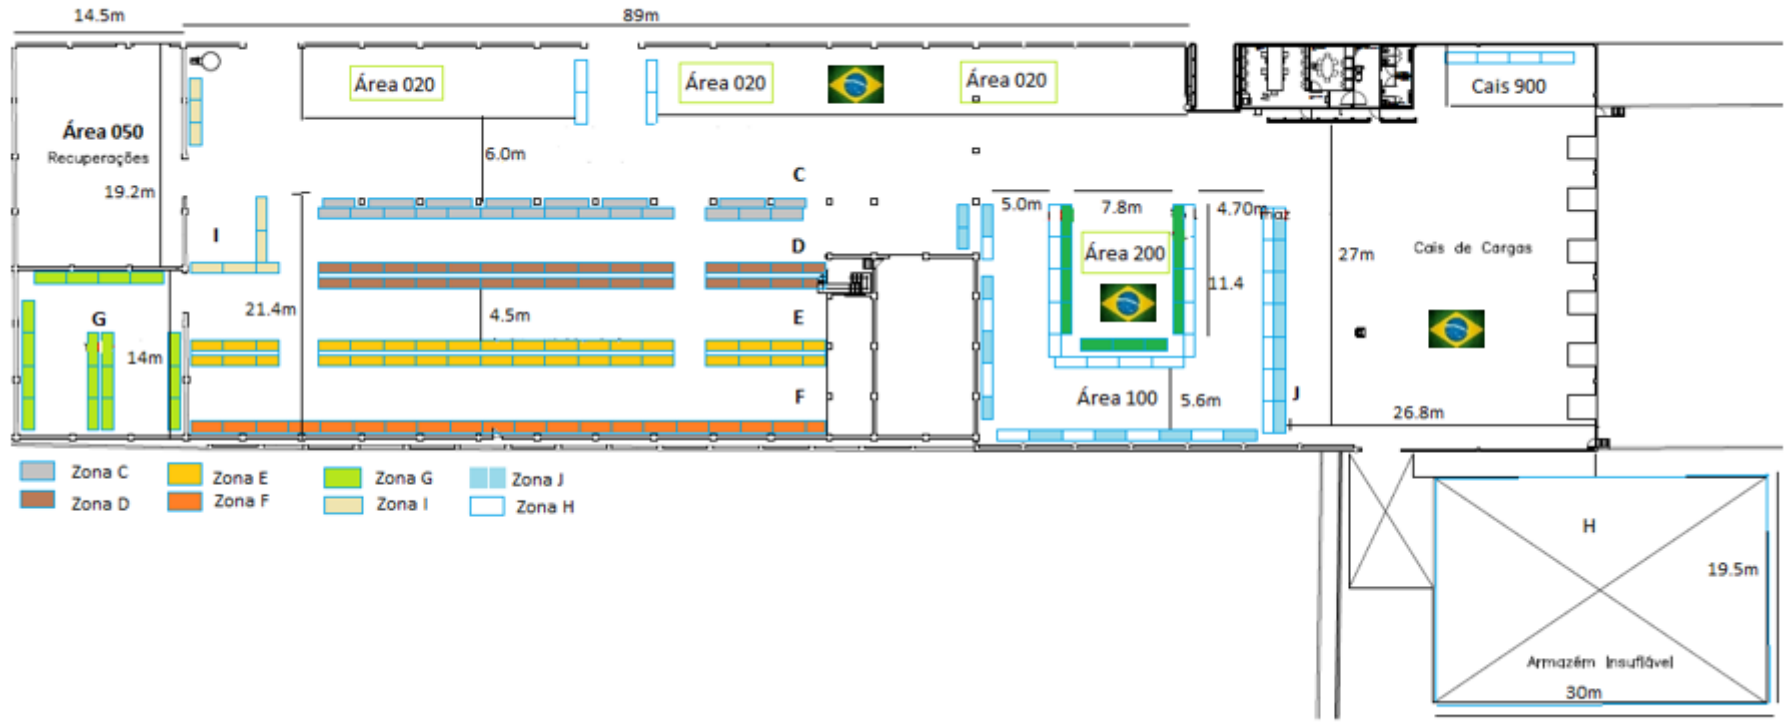 14.5m
89m
Área 020
Área 020
Área 020
Cais 900
Área 050
Recuperações
19.2m
6.0m
C
5.0m
7.8m
4.70m
I
D
Área 200
27m
Cais de Cargas
11.4
G
21.4m
4.5m
E
14m
F
Área 100
5.6m
J
26.8m
Zona C
Zona E
Zona G
Zona J
Zona D
Zona F
Zona I
Zona H
H
19.5m
Armazém Insuflável
30m